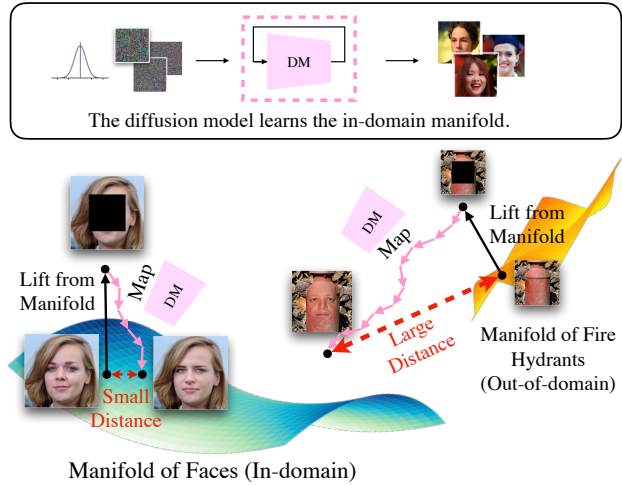 DM
The diffusion model learns the in-domain manifold.
Lift from
Manifold
Map
DM
Small
Distance
Manifold of Faces (In-domain)
DM
Map
Lift from
Manifold
Large
Distance
Manifold of Fire
Hydrants
(Out-of-domain)